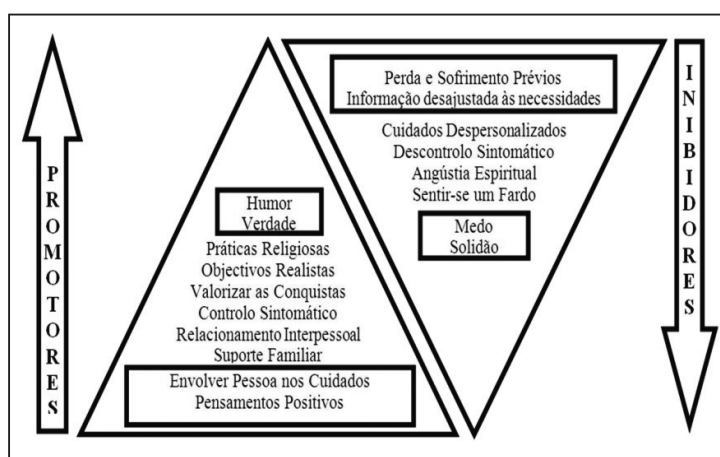 PROMOTORES
Humor
Verdade
Práticas Religiosas
Objectivos Realistas
Valorizar as Conquistas
Controlo Sintomático
Relacionamento Interpessoal
Suporte Familiar
Envolver Pessoa nos Cuidados
Pensamentos Positivos
Perda e Sofrimento Prévios
Informação desajustada às necessidades
Cuidados Despersonalizados
Descontrolo Sintomático
Angústia Espiritual
Sentir-se um Fardo
Medo
Solidão
INIBIDORES